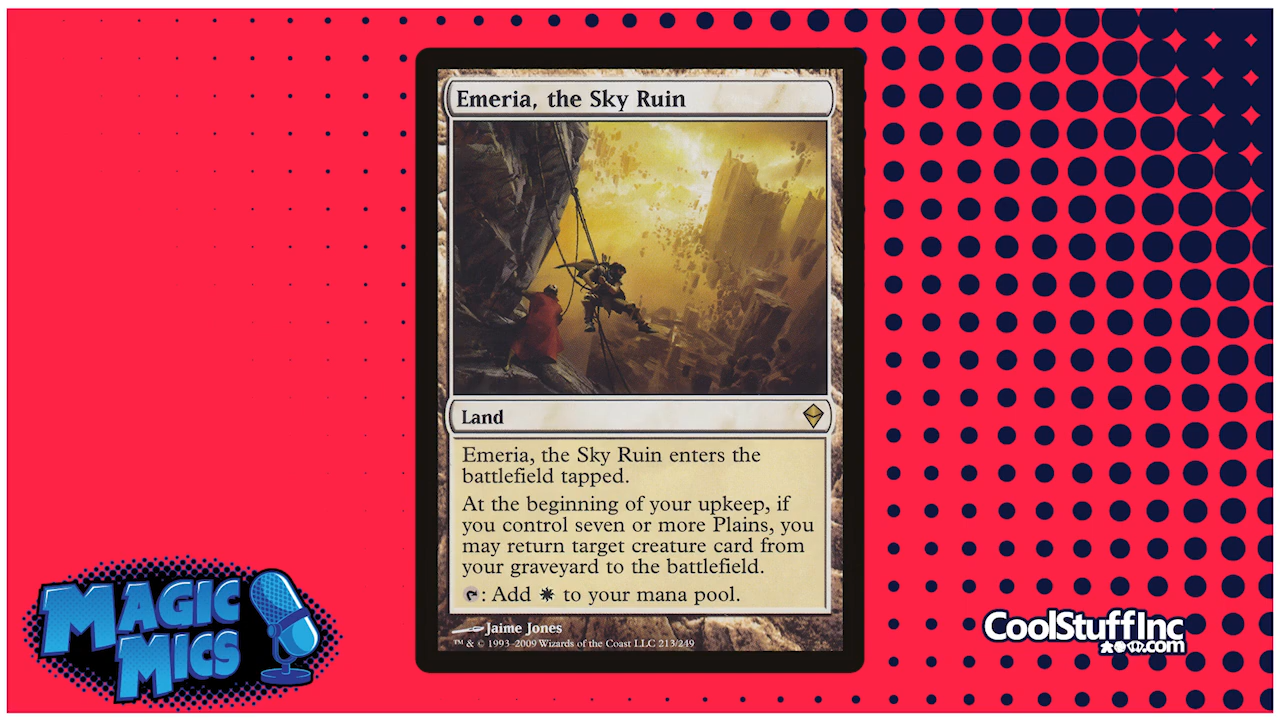 Emeria, the Sky Ruin
Land
Emeria, the Sky Ruin enters the
battlefield tapped.
At the beginning of your upkeep, if
you control seven or more Plains, you
may return target creature card from
your graveyard to the battlefield.
: Add to your mana pool.
Jaime Jones
™ & © 1993-2009 Wizards of the Coast LLC 213/249
MAGIC
MICS
CoolStuffInc
.com